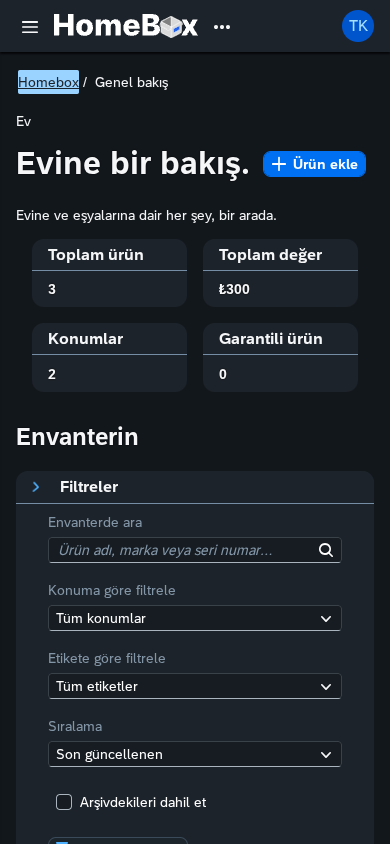 HomeBox
TK
Homebox / Genel bakış
Ev
Evine bir bakış.
Ürün ekle
Evine ve eşyalarına dair her şey, bir arada.
Toplam ürün
3
Toplam değer
₺300
Konumlar
2
Garantili ürün
0
Envanterin
Filtreler
Envanterde ara
Ürün adı, marka veya seri numar...
Konuma göre filtrele
Tüm konumlar
Etikete göre filtrele
Tüm etiketler
Sıralama
Son güncellenen
Arşivdekileri dahil et